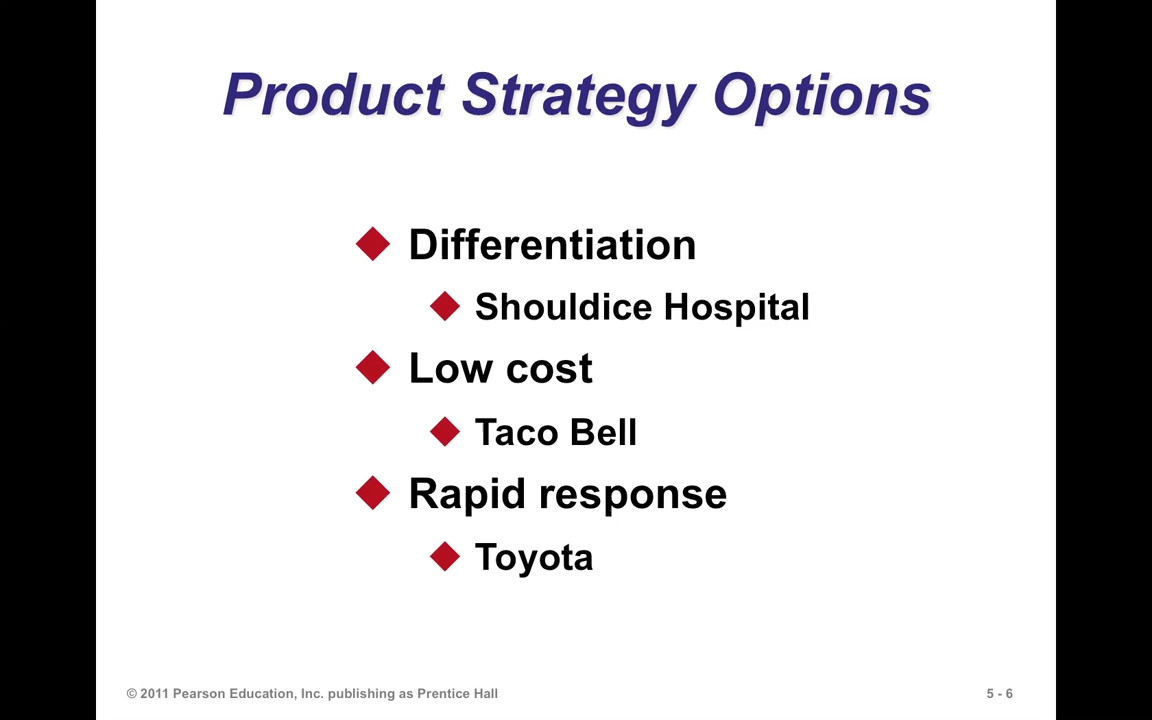 Product Strategy Options
Differentiation
Shouldice Hospital
Low cost
Taco Bell
Rapid response
Toyota
© 2011 Pearson Education, Inc. publishing as Prentice Hall
5 - 6